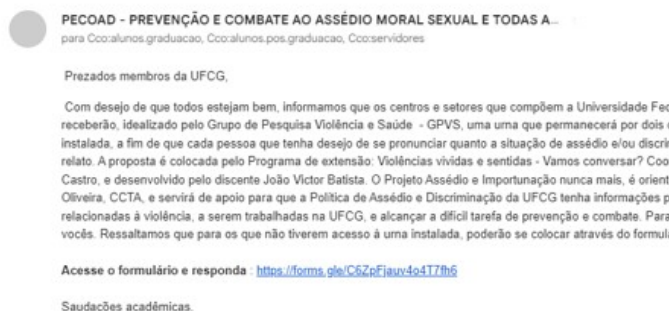 PECOAD - PREVENÇÃO E COMBATE AO ASSÉDIO MORAL SEXUAL E TODAS A...
para Cco:alunos.graduacao, Cco:alunos.pos.graduacao, Cco:servidores
Prezados membros da UFCG,
Com desejo de que todos estejam bem, informamos que os centros e setores que compõem a Universidade Fed
receberão, idealizado pelo Grupo de Pesquisa Violência e Saúde - GPVS, uma urna que permanecerá por dois
instalada, a fim de que cada pessoa que tenha desejo de se pronunciar quanto a situação de assédio e/ou discrim
relato. A proposta é colocada pelo Programa de extensão: Violências vividas e sentidas - Vamos conversar? Coo
Castro, e desenvolvido pelo discente João Victor Batista. O Projeto Assédio e Importunação nunca mais, é orient
Oliveira, CCTA, e servirá de apoio para que a Política de Assédio e Discriminação da UFCG tenha informações p
relacionadas à violência, a serem trabalhadas na UFCG, e alcançar a difícil tarefa de prevenção e combate. Para
vocês. Ressaltamos que para os que não tiverem acesso à urna instalada, poderão se colocar através do formul
Acesse o formulário e responda : https://forms.gle/C6ZpFjauv4o4T7fh6
Saudações acadêmicas,